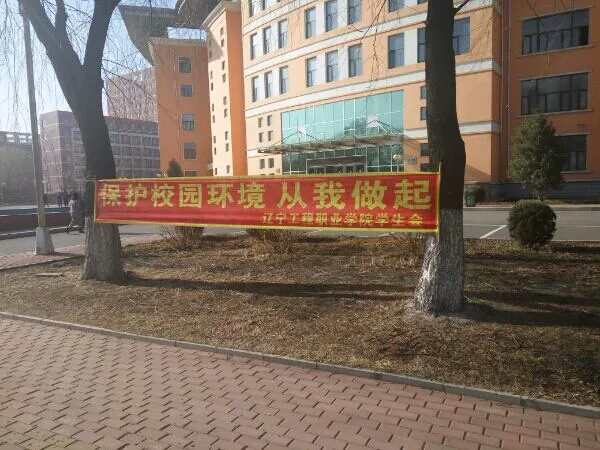 保护校园环境 从我做起
辽宁工程职业学院学生会